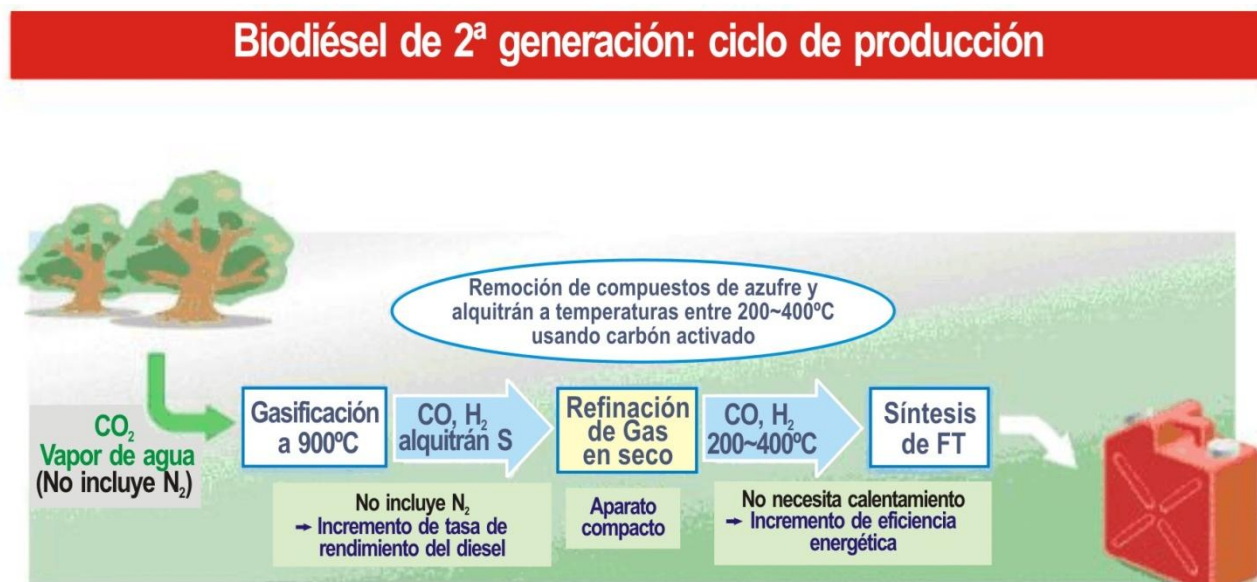 Biodiésel de 2ª generación: ciclo de producción
Remoción de compuestos de azufre y
alquitrán a temperaturas entre 200~400ºC
usando carbón activado
CO₂
Vapor de agua
(No incluye N₂)
Gasificación
a 900ºC
CO, H₂
alquitrán S
Refinación
de Gas
en seco
CO, H₂
200~400ºC
Síntesis
de FT
No incluye N₂
→ Incremento de tasa de
rendimiento del diesel
Aparato
compacto
No necesita calentamiento
→ Incremento de eficiencia
energética